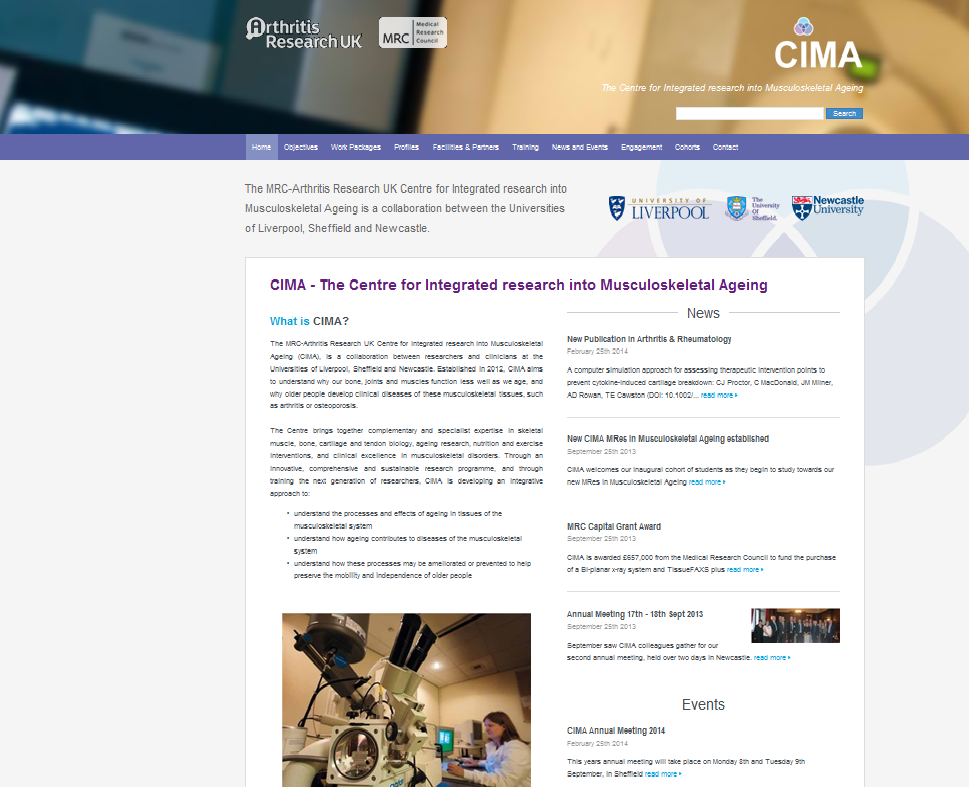 Arthritis
Research UK
MRC
Medical
Research
Council
CIMA
The Centre for Integrated research into Musculoskeletal Ageing
Search
Home Objectives Work Packages Profiles Facilities & Partners Training News and Events Engagement Cohorts Contact
The MRC-Arthritis Research UK Centre for Integrated research into
Musculoskeletal Ageing is a collaboration between the Universities
of Liverpool, Sheffield and Newcastle.
UNIVERSITY OF
LIVERPOOL
The
University
Of
Sheffield.
Newcastle
University
CIMA - The Centre for Integrated research into Musculoskeletal Ageing
What is CIMA?
The MRC-Arthritis Research UK Centre for Integrated research into Musculoskeletal
Ageing (CIMA), is a collaboration between researchers and clinicians at the
Universities of Liverpool, Sheffield and Newcastle. Established in 2012, CIMA aims
to understand why our bone, joints and muscles function less well as we age, and
why older people develop clinical diseases of these musculoskeletal tissues, such
as arthritis or osteoporosis.
The Centre brings together complementary and specialist expertise in skeletal
muscle, bone, cartilage and tendon biology, ageing research, nutrition and exercise
interventions, and clinical excellence in musculoskeletal disorders. Through an
innovative, comprehensive and sustainable research programme, and through
training the next generation of researchers, CIMA is developing an integrative
approach to:
• understand the processes and effects of ageing in tissues of the
musculoskeletal system
• understand how ageing contributes to diseases of the musculoskeletal
system
• understand how these processes may be ameliorated or prevented to help
preserve the mobility and independence of older people
News
New Publication in Arthritis & Rheumatology
February 25th 2014
A computer simulation approach for assessing therapeutic intervention points to
prevent cytokine-induced cartilage breakdown: CJ Proctor, C MacDonald, JM Milner,
AD Rowan, TE Cawston (DOI: 10.1002/... read more
New CIMA MRes in Musculoskeletal Ageing established
September 25th 2013
CIMA welcomes our inaugural cohort of students as they begin to study towards our
new MRes in Musculoskeletal Ageing read more
MRC Capital Grant Award
September 25th 2013
CIMA is awarded £657,000 from the Medical Research Council to fund the purchase
of a Bi-planar x-ray system and TissueFAXS plus read more
Annual Meeting 17th - 18th Sept 2013
September 25th 2013
September saw CIMA colleagues gather for our
second annual meeting, held over two days in Newcastle. read more
Events
CIMA Annual Meeting 2014
February 25th 2014
This years annual meeting will take place on Monday 8th and Tuesday 9th
September, in Sheffield read more